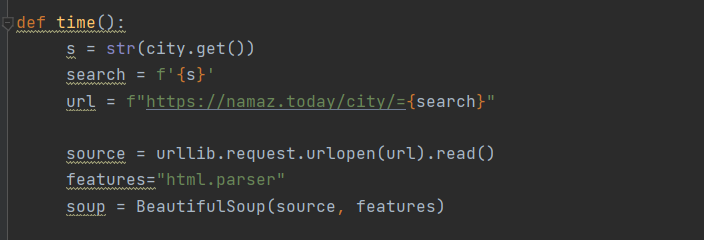 def time():
s = str(city.get())
search = f'{s}'
url = f"https://namaz.today/city/={search}"
source = urllib.request.urlopen(url).read()
features="html.parser"
soup = BeautifulSoup(source, features)